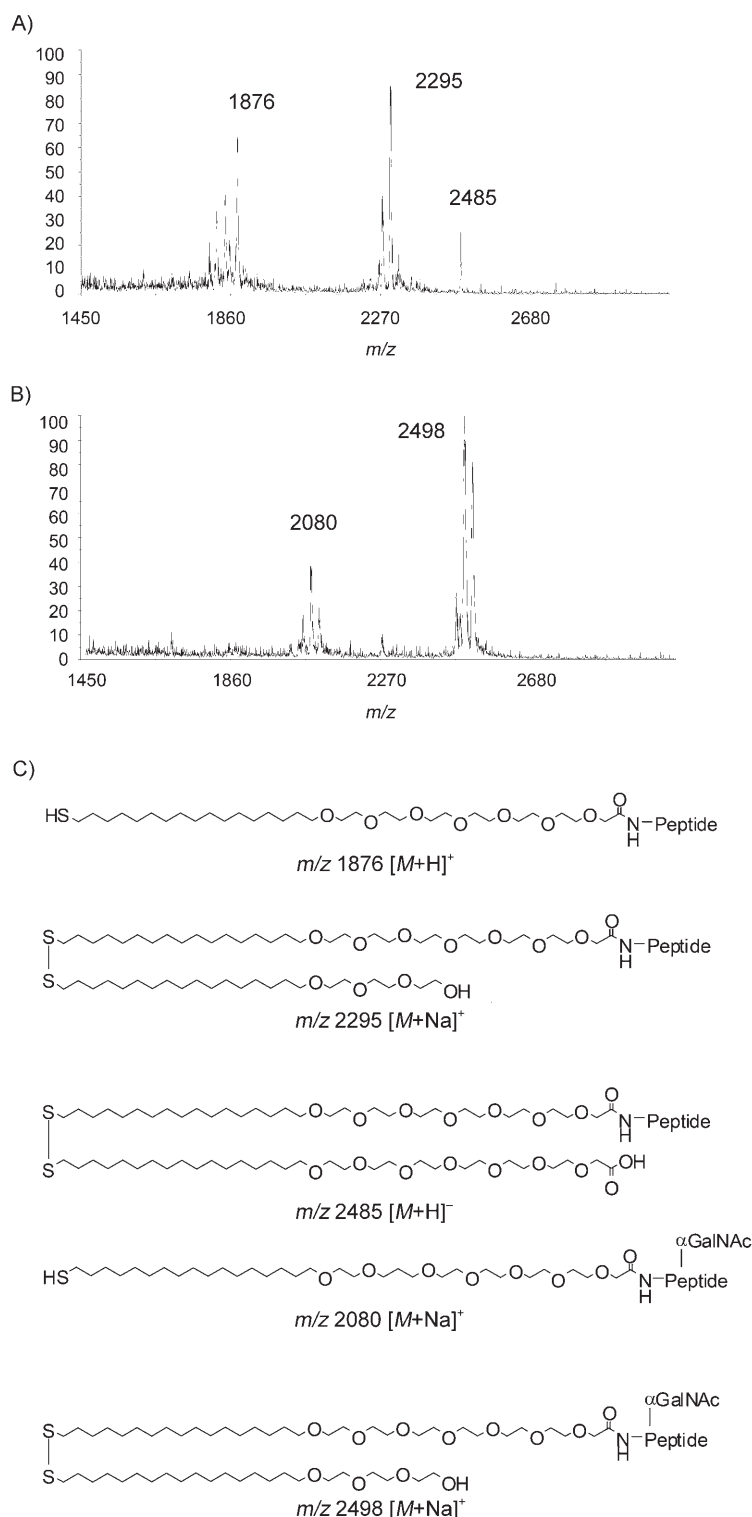 A)
100
90
80
70
60
50
40
30
20
10
0
1876
2295
2485
1450 1860 2270 2680
m/z
B)
100
90
80
70
60
50
40
30
20
10
0
2498
2080
1450 1860 2270 2680
m/z
C)
HS O O O O O O O O N H Peptide
m/z 1876 [M+H]⁺
S O O O O O O O O N H Peptide
S O O O OH
m/z 2295 [M+Na]⁺
S O O O O O O O O N H Peptide
S O O O O O O O OH O
m/z 2485 [M+H]⁻
αGalNAc
HS O O O O O O O O N H Peptide
m/z 2080 [M+Na]⁺
αGalNAc
S O O O O O O O O N H Peptide
S O O O OH
m/z 2498 [M+Na]⁺